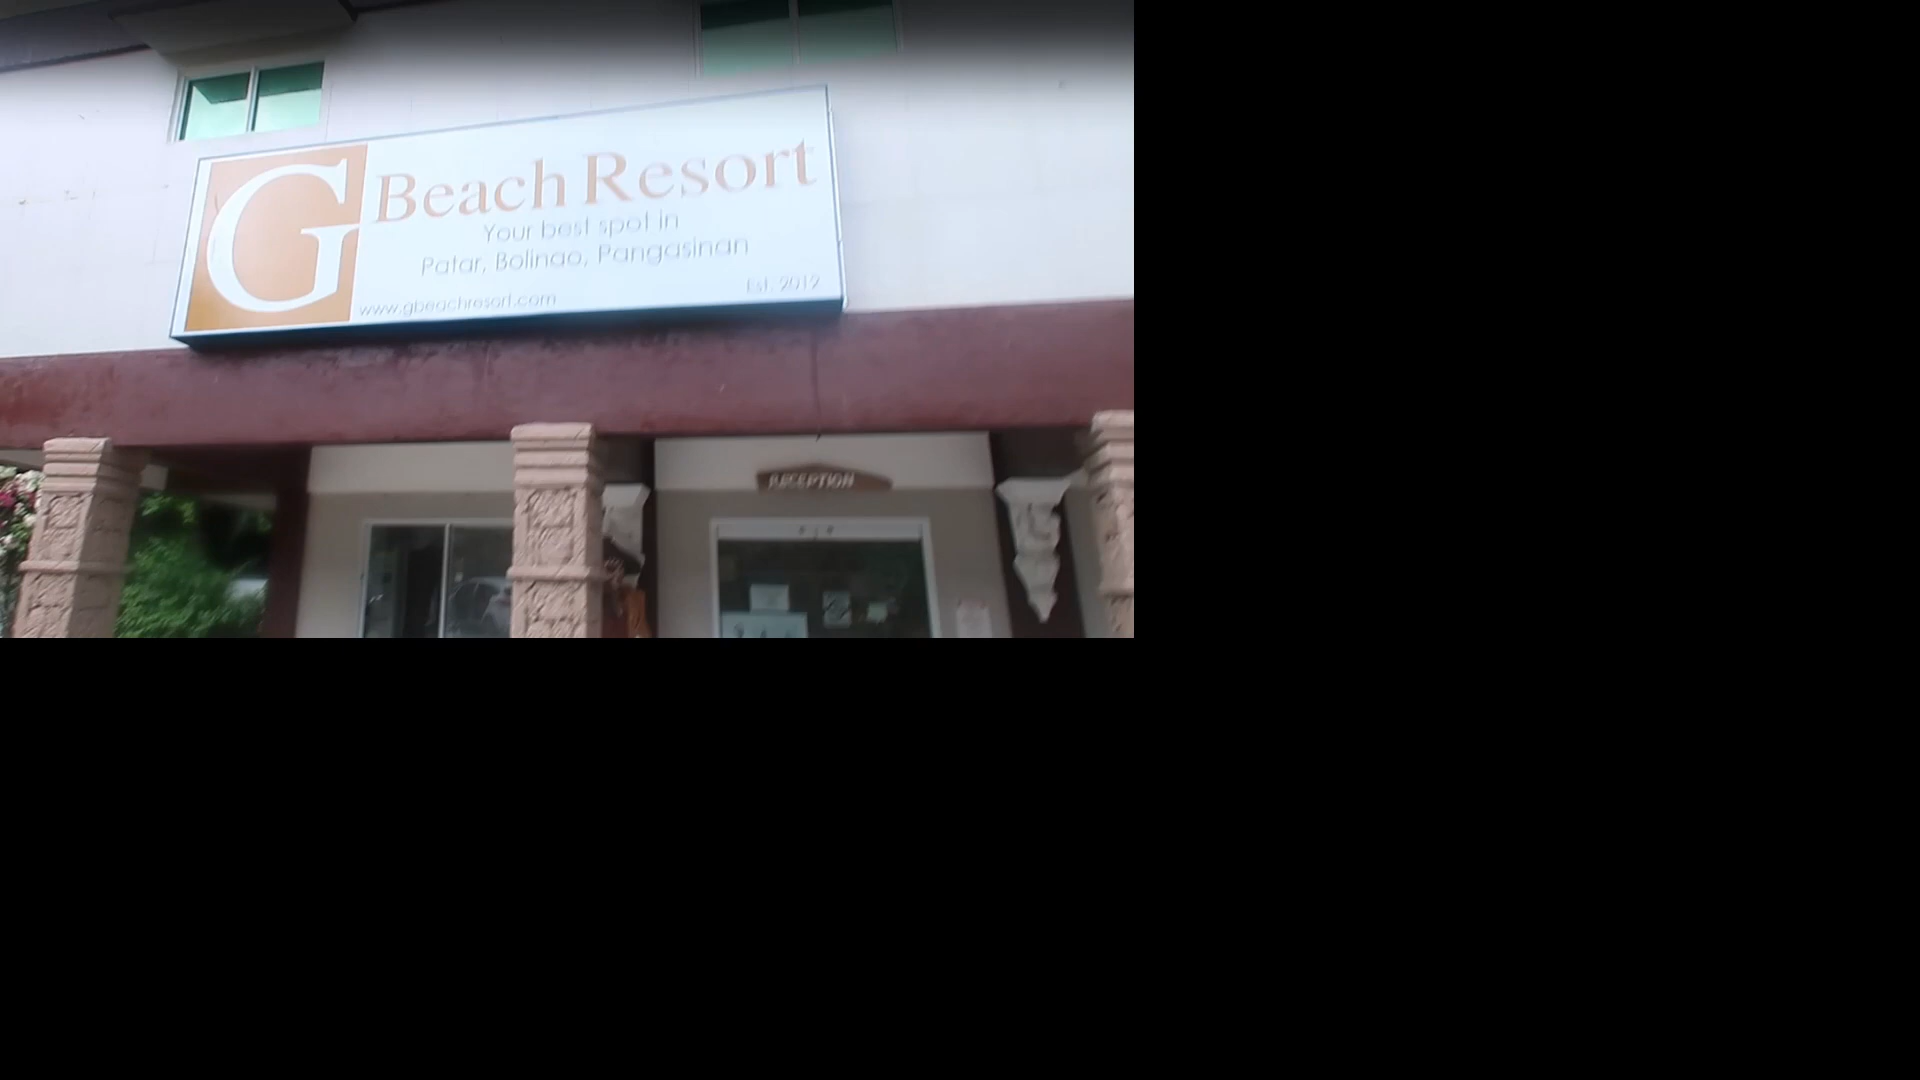 G Beach Resort
Your best spot in
Patar, Bolinao, Pangasinan
Est. 2012
www.gbeachresort.com
RECEPTION